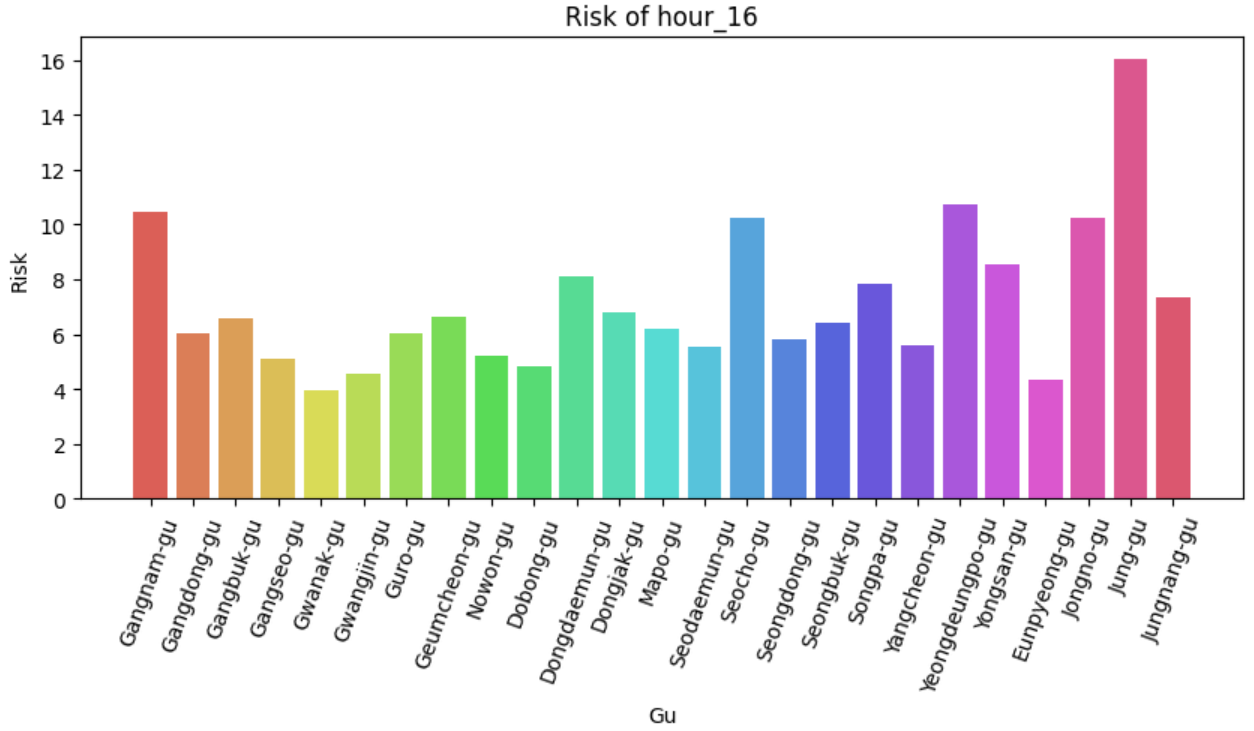 Risk of hour_16
Risk
16
14
12
10
8
6
4
2
0
Gangnam-gu
Gangdong-gu
Gangbuk-gu
Gangseo-gu
Gwanak-gu
Gwangjin-gu
Guro-gu
Geumcheon-gu
Nowon-gu
Dobong-gu
Dongdaemun-gu
Dongjak-gu
Mapo-gu
Seodaemun-gu
Seocho-gu
Seongdong-gu
Seongbuk-gu
Songpa-gu
Yangcheon-gu
Yeongdeungpo-gu
Yongsan-gu
Eunpyeong-gu
Jongno-gu
Jung-gu
Jungnang-gu
Gu